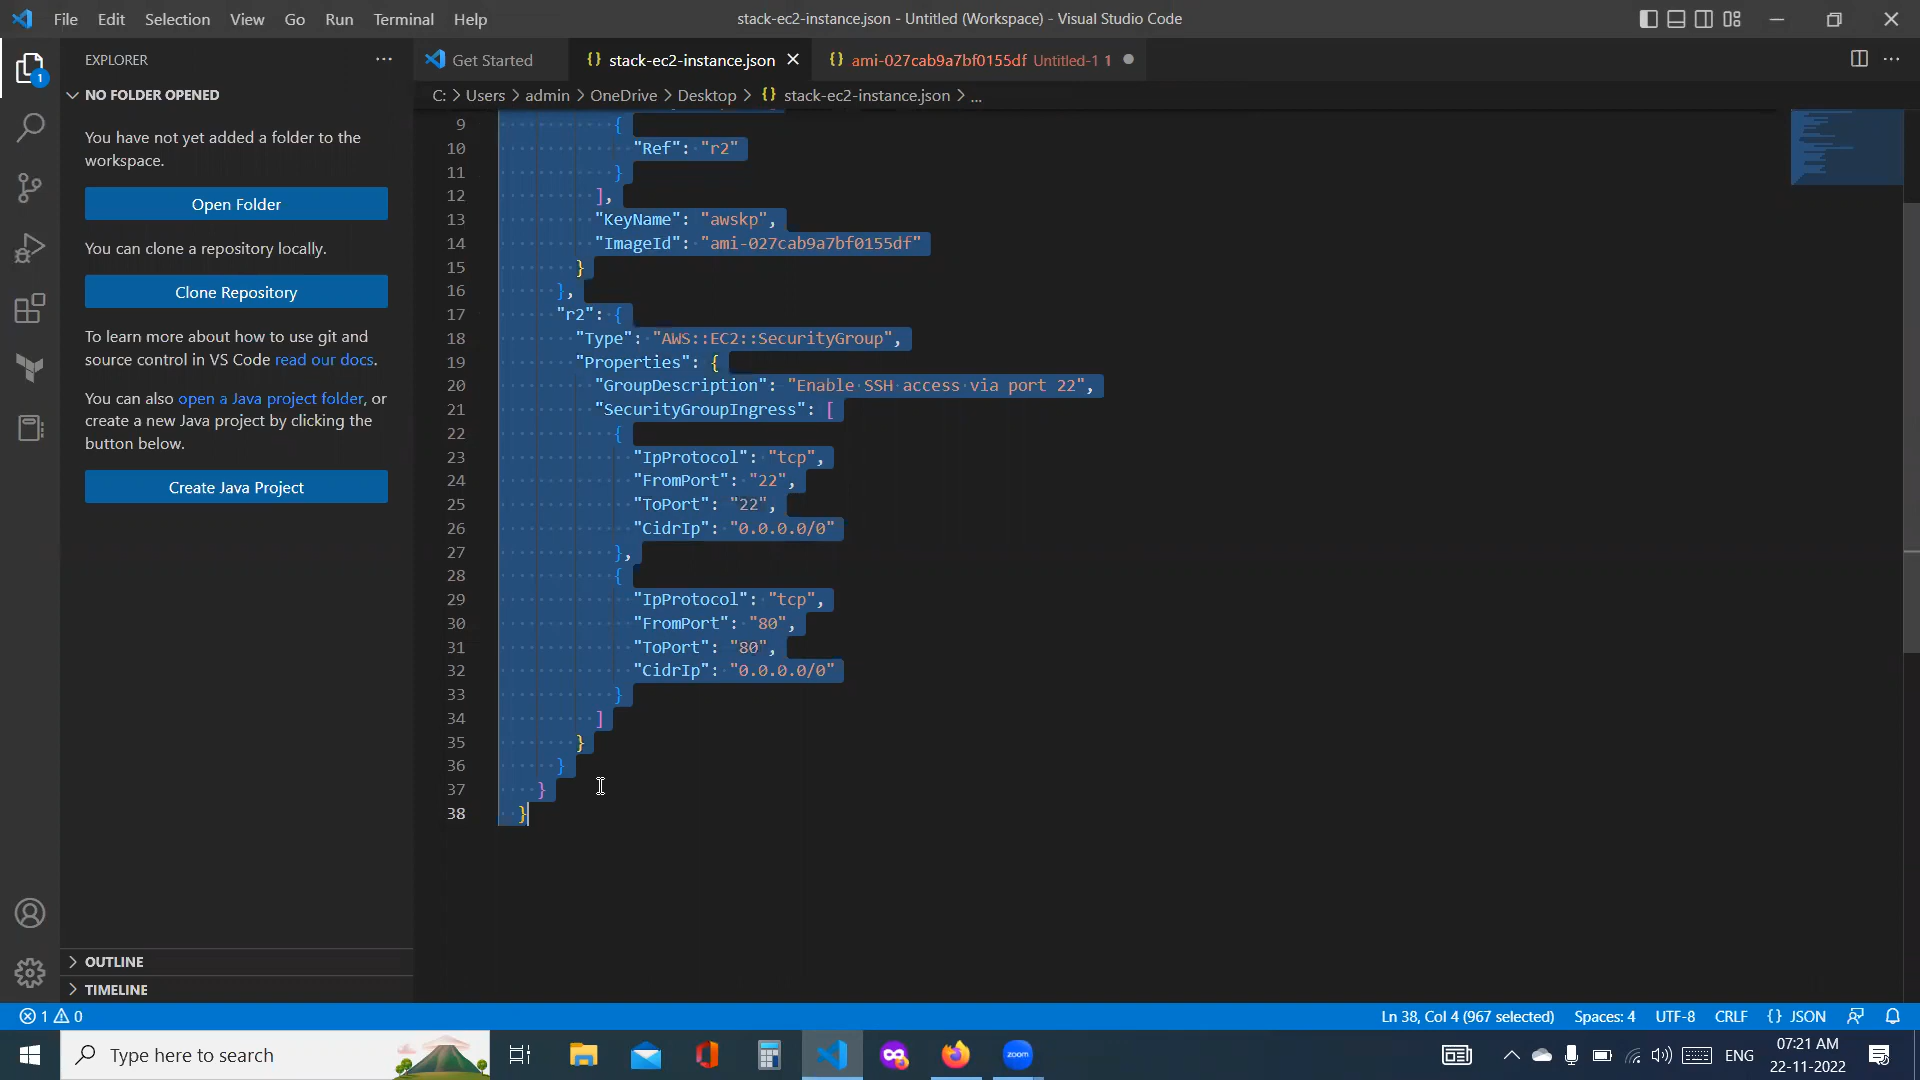 File Edit Selection View Go Run Terminal Help
stack-ec2-instance.json - Untitled (Workspace) - Visual Studio Code
EXPLORER
Get Started
{} stack-ec2-instance.json
{} ami-027cab9a7bf0155df Untitled-1 1
NO FOLDER OPENED
C: > Users > admin > OneDrive > Desktop > {} stack-ec2-instance.json > ...
You have not yet added a folder to the
workspace.
Open Folder
You can clone a repository locally.
Clone Repository
To learn more about how to use git and
source control in VS Code read our docs.
You can also open a Java project folder, or
create a new Java project by clicking the
button below.
Create Java Project
OUTLINE
TIMELINE
9 {
10 "Ref": "r2"
11 }
12 ],
13 "KeyName": "awskp",
14 "ImageId": "ami-027cab9a7bf0155df"
15 }
16 },
17 "r2": {
18 "Type": "AWS::EC2::SecurityGroup",
19 "Properties": {
20 "GroupDescription": "Enable SSH access via port 22",
21 "SecurityGroupIngress": [
22 {
23 "IpProtocol": "tcp",
24 "FromPort": "22",
25 "ToPort": "22",
26 "CidrIp": "0.0.0.0/0"
27 },
28 {
29 "IpProtocol": "tcp",
30 "FromPort": "80",
31 "ToPort": "80",
32 "CidrIp": "0.0.0.0/0"
33 }
34 ]
35 }
36 }
37 }
38 }
1 0
Ln 38, Col 4 (967 selected) Spaces: 4 UTF-8 CRLF {} JSON
Type here to search
zoom
ENG
07:21 AM
22-11-2022
1